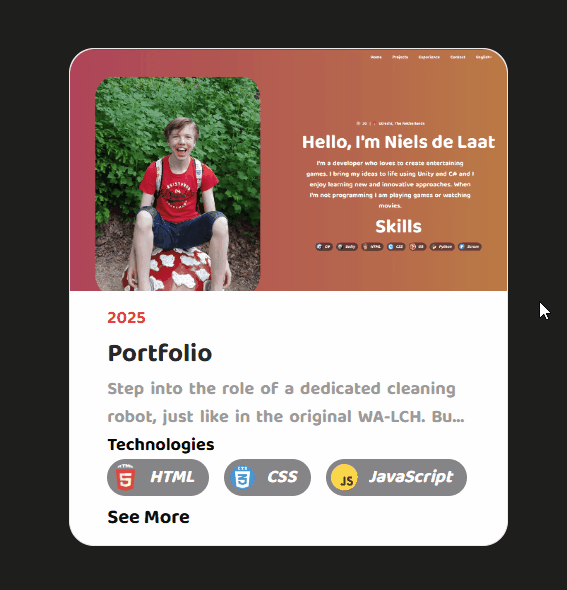 Home Projects Experience Contact English
Utrecht, The Netherlands
Hello, I'm Niels de Laat
I'm a developer who loves to create entertaining
games. I bring my ideas to life using Unity and C# and I
enjoy learning new and innovative approaches. When
I'm not programming I am playing games or watching
movies.
Skills
C# Unity HTML CSS Python Scrum
2025
Portfolio
Step into the role of a dedicated cleaning
robot, just like in the original WA-LCH. Bu...
Technologies
HTML CSS JS JavaScript
See More